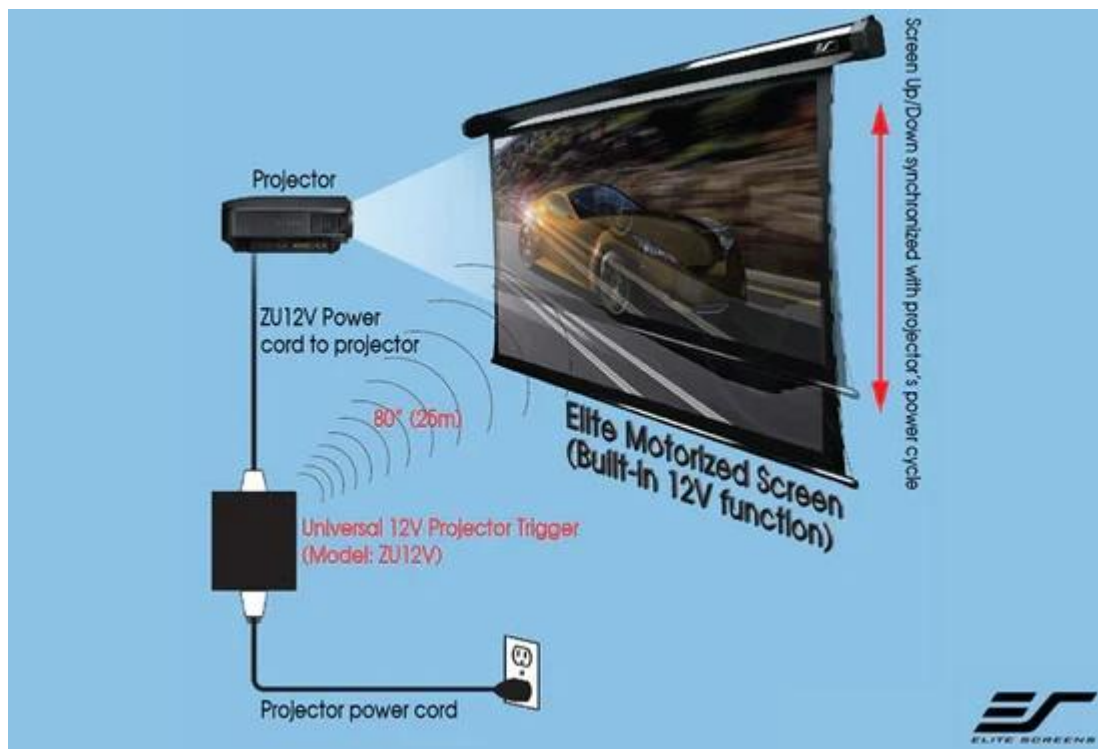 Projector
Screen Up/Down synchronized with projector's power cycle
ZU12V Power
cord to projector
80" (26m)
Elite Motorized Screen
(Built-in 12V function)
Universal 12V Projector Trigger
(Model: ZU12V)
Projector power cord
ELITE SCREENS